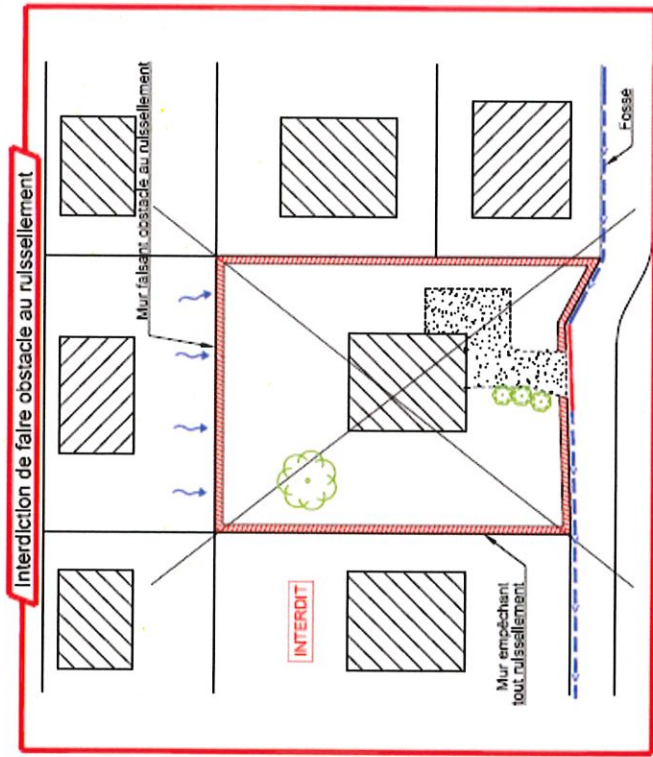 Interdiction de faire obstacle au ruissellement
Mur faisant obstacle au ruissellement
INTERDIT
Mur empêchant
tout ruissellement
Fossé